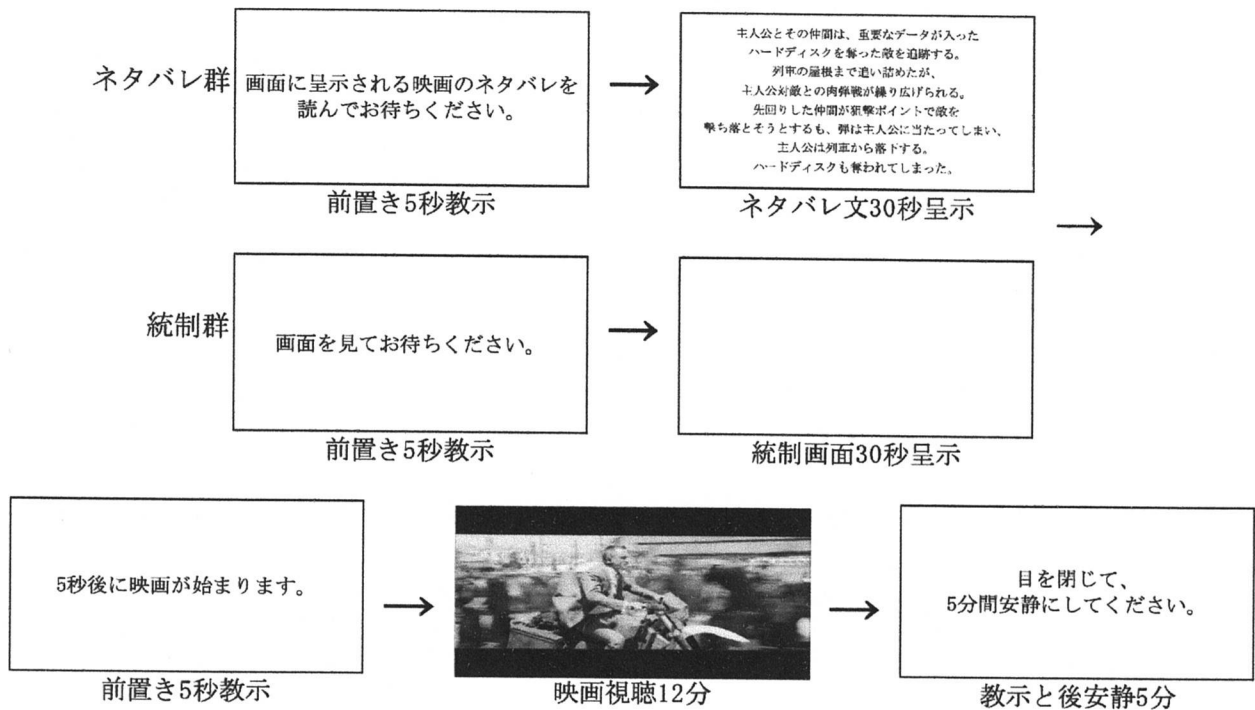 ネタバレ群
画面に呈示される映画のネタバレを
読んでお待ちください。
前置き5秒教示
→
主人公とその仲間は、重要なデータが入った
ハードディスクを奪った敵を追跡する。
列車の屋根まで追い詰めたが、
主人公対敵との肉弾戦が繰り広げられる。
先回りした仲間が狙撃ポイントで敵を
撃ち落とそうとするも、弾は主人公に当たってしまい、
主人公は列車から落下する。
ハードディスクも奪われてしまった。
ネタバレ文30秒呈示
→
統制群
画面を見てお待ちください。
前置き5秒教示
→
統制画面30秒呈示
5秒後に映画が始まります。
前置き5秒教示
→
映画視聴12分
→
目を閉じて、
5分間安静にしてください。
教示と後安静5分